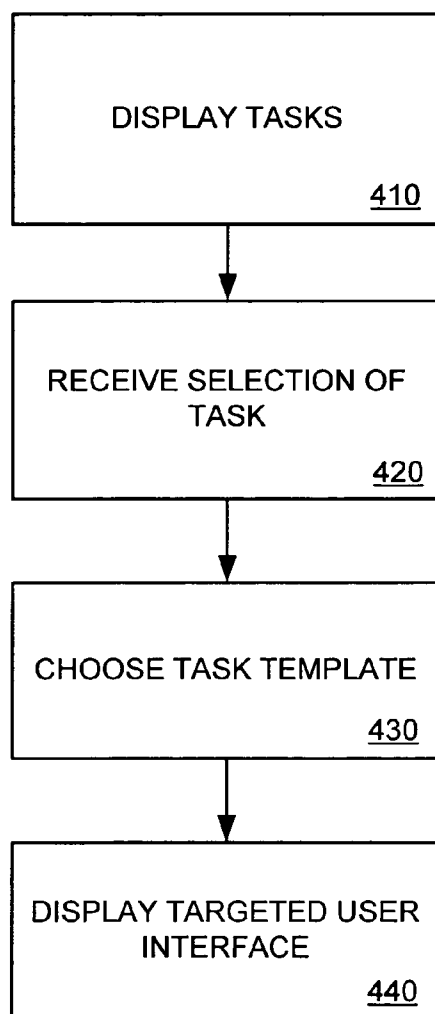 DISPLAY TASKS
410
RECEIVE SELECTION OF
TASK
420
CHOOSE TASK TEMPLATE
430
DISPLAY TARGETED USER
INTERFACE
440